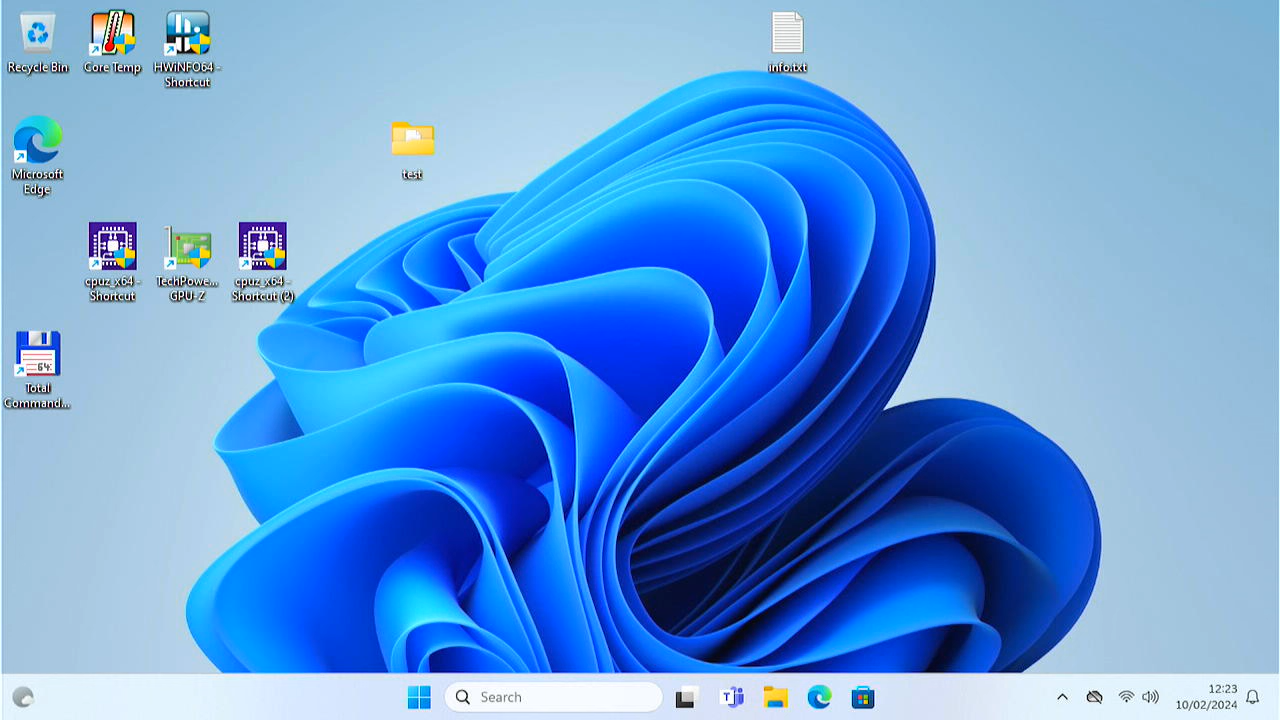 Recycle Bin
Core Temp
HWiNFO64 -
Shortcut
info.txt
test
Microsoft
Edge
cpuz_x64 -
Shortcut
TechPowe...
GPU-Z
cpuz_x64 -
Shortcut (2)
64
Total
Command...
Search
12:23
10/02/2024